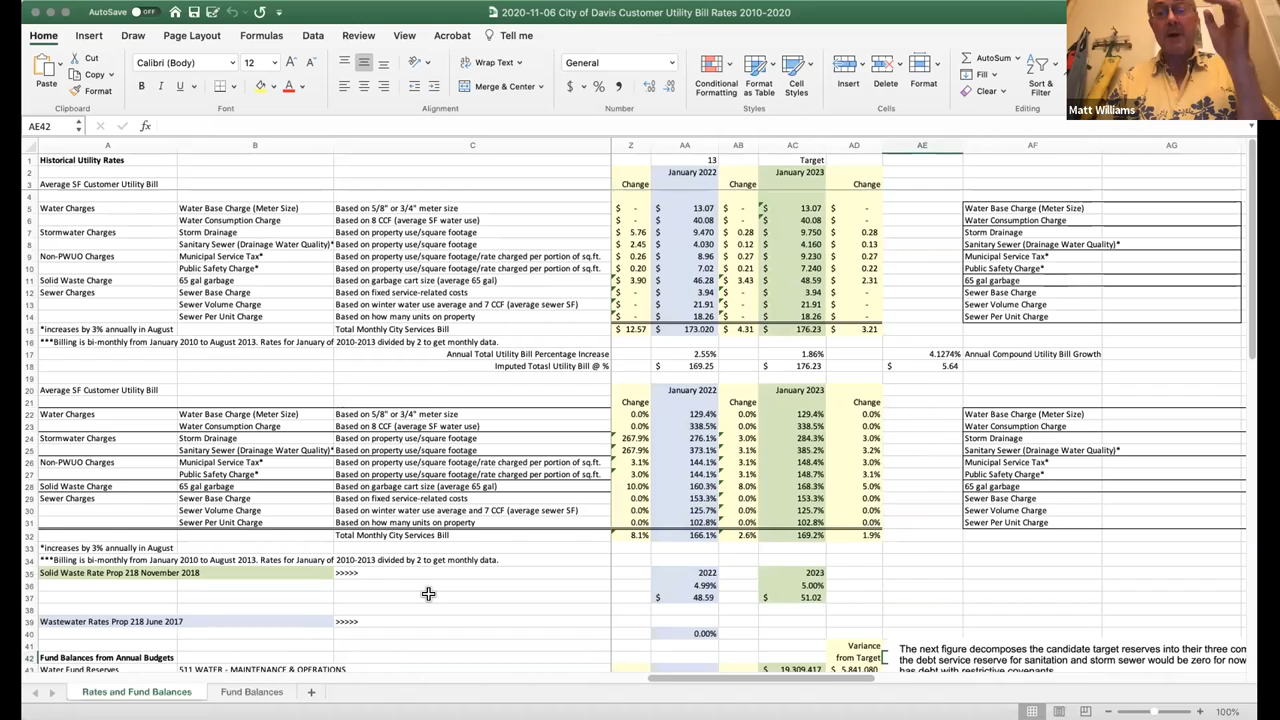 AutoSave OFF 2020-11-06 City of Davis Customer Utility Bill Rates 2010-2020
Home Insert Draw Page Layout Formulas Data Review View Acrobat Tell me
Paste Cut Copy Format Calibri (Body) 12 Wrap Text Merge & Center General Conditional Formatting Format as Table Cell Styles Insert Delete Format AutoSum Fill Clear Sort & Filter
Clipboard Font Alignment Number Styles Cells Editing
Matt Williams
AE42 fx
A B C Z AA AB AC AD AE AF AG
1 Historical Utility Rates 13 Target
2 January 2022 January 2023
3 Average SF Customer Utility Bill Change Change Change
4
5 Water Charges Water Base Charge (Meter Size) Based on 5/8" or 3/4" meter size $ - $ 13.07 $ - $ 13.07 $ - Water Base Charge (Meter Size)
6 Water Consumption Charge Based on 8 CCF (average SF water use) $ - $ 40.08 $ - $ 40.08 $ - Water Consumption Charge
7 Stormwater Charges Storm Drainage Based on property use/square footage $ 5.76 $ 9.470 $ 0.28 $ 9.750 $ 0.28 Storm Drainage
8 Sanitary Sewer (Drainage Water Quality)* Based on property use/square footage $ 2.45 $ 4.030 $ 0.12 $ 4.160 $ 0.13 Sanitary Sewer (Drainage Water Quality)*
9 Non-PWUO Charges Municipal Service Tax* Based on property use/square footage/rate charged per portion of sq.ft. $ 0.26 $ 8.96 $ 0.27 $ 9.230 $ 0.27 Municipal Service Tax*
10 Public Safety Charge* Based on property use/square footage/rate charged per portion of sq.ft. $ 0.20 $ 7.02 $ 0.21 $ 7.240 $ 0.22 Public Safety Charge*
11 Solid Waste Charge 65 gal garbage Based on garbage cart size (average 65 gal) $ 3.90 $ 46.28 $ 3.43 $ 48.59 $ 2.31 65 gal garbage
12 Sewer Charges Sewer Base Charge Based on fixed service-related costs $ - $ 3.94 $ - $ 3.94 $ - Sewer Base Charge
13 Sewer Volume Charge Based on winter water use average and 7 CCF (average sewer SF) $ - $ 21.91 $ - $ 21.91 $ - Sewer Volume Charge
14 Sewer Per Unit Charge Based on how many units on property $ - $ 18.26 $ - $ 18.26 $ - Sewer Per Unit Charge
15 *increases by 3% annually in August Total Monthly City Services Bill $ 12.57 $ 173.020 $ 4.31 $ 176.23 $ 3.21
16 ***Billing is bi-monthly from January 2010 to August 2013. Rates for January of 2010-2013 divided by 2 to get monthly data.
17 Annual Total Utility Bill Percentage Increase 2.55% 1.86% 4.1274% Annual Compound Utility Bill Growth
18 Imputed Totasl Utility Bill @ % $ 169.25 $ 176.23 $ 5.64
19
20 Average SF Customer Utility Bill January 2022 January 2023
21 Change Change Change
22 Water Charges Water Base Charge (Meter Size) Based on 5/8" or 3/4" meter size 0.0% 129.4% 0.0% 129.4% 0.0% Water Base Charge (Meter Size)
23 Water Consumption Charge Based on 8 CCF (average SF water use) 0.0% 338.5% 0.0% 338.5% 0.0% Water Consumption Charge
24 Stormwater Charges Storm Drainage Based on property use/square footage 267.9% 276.1% 3.0% 284.3% 3.0% Storm Drainage
25 Sanitary Sewer (Drainage Water Quality)* Based on property use/square footage 267.9% 373.1% 3.1% 385.2% 3.2% Sanitary Sewer (Drainage Water Quality)*
26 Non-PWUO Charges Municipal Service Tax* Based on property use/square footage/rate charged per portion of sq.ft. 3.1% 144.1% 3.1% 148.4% 3.0% Municipal Service Tax*
27 Public Safety Charge* Based on property use/square footage/rate charged per portion of sq.ft. 3.0% 144.1% 3.1% 148.7% 3.1% Public Safety Charge*
28 Solid Waste Charge 65 gal garbage Based on garbage cart size (average 65 gal) 10.0% 160.3% 8.0% 168.3% 5.0% 65 gal garbage
29 Sewer Charges Sewer Base Charge Based on fixed service-related costs 0.0% 153.3% 0.0% 153.3% 0.0% Sewer Base Charge
30 Sewer Volume Charge Based on winter water use average and 7 CCF (average sewer SF) 0.0% 125.7% 0.0% 125.7% 0.0% Sewer Volume Charge
31 Sewer Per Unit Charge Based on how many units on property 0.0% 102.8% 0.0% 102.8% 0.0% Sewer Per Unit Charge
32 Total Monthly City Services Bill 8.1% 166.1% 2.6% 169.2% 1.9%
33 *Increases by 3% annually in August
34 ***Billing is bi-monthly from January 2010 to August 2013. Rates for January of 2010-2013 divided by 2 to get monthly data.
35 Solid Waste Rate Prop 218 November 2018 >>>>> 2022 2023
36 4.99% 5.00%
37 $ 48.59 $ 51.02
38
39 Wastewater Rates Prop 218 June 2017 >>>>>
40 0.00%
41 Variance
42 Fund Balances from Annual Budgets from Target
43 Water Fund Reserves 511 WATER - MAINTENANCE & OPERATIONS $ 19,309,417 $ 5,841,080
The next figure decomposes the candidate target reserves into their three com
the debt service reserve for sanitation and storm sewer would be zero for now
has debt with restrictive covenants
Rates and Fund Balances Fund Balances +
100%